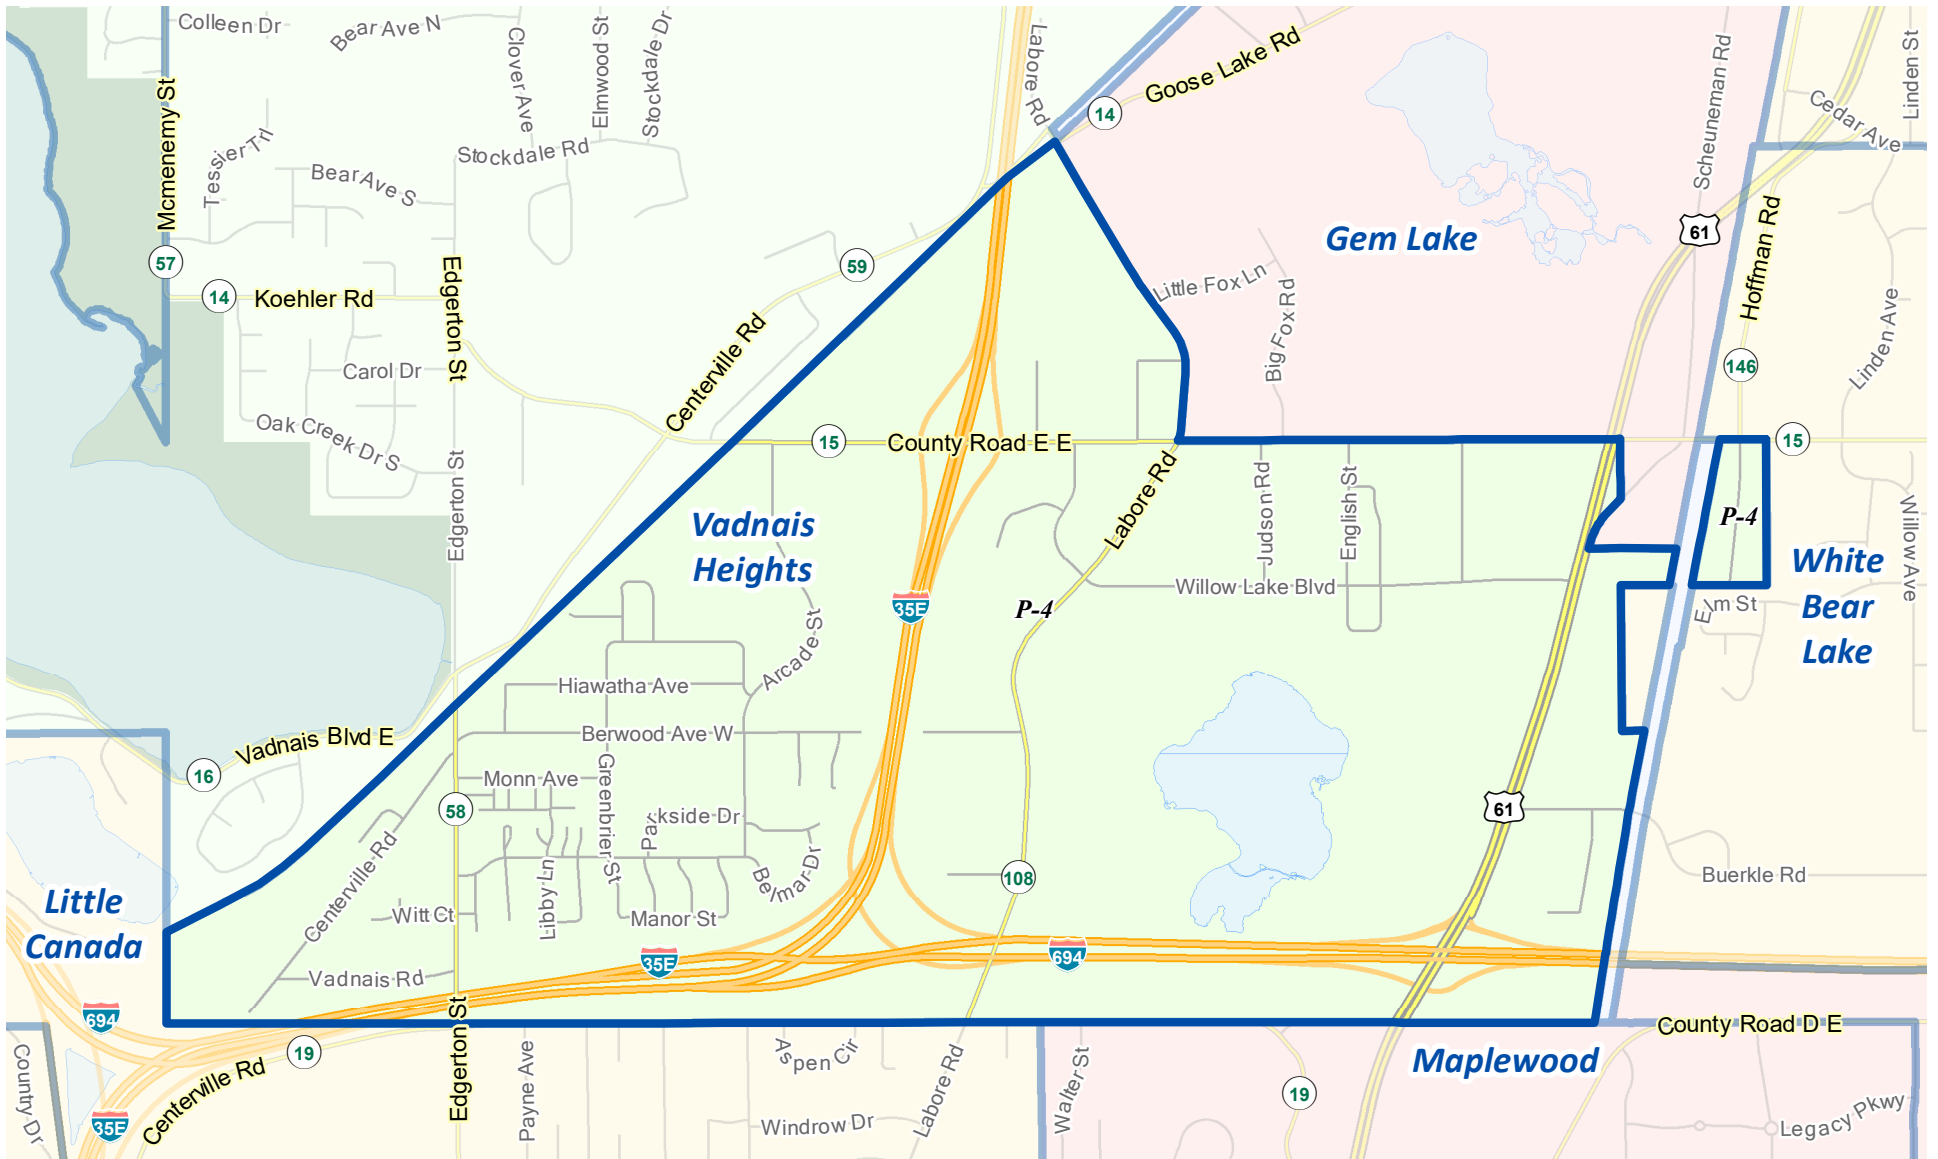 Colleen Dr
Bear Ave N
Clover Ave
Elmwood St
Stockdale Dr
Labore Rd
14
Goose Lake Rd
Scheuneman Rd
Linden St
Cedar Ave
Mcmenemy St
Tessier Trl
Bear Ave S
Stockdale Rd
57
14
Koehler Rd
Edgerton St
59
Centerville Rd
Gem Lake
Little Fox Ln
Big Fox Rd
61
Hoffman Rd
146
Linden Ave
Carol Dr
Oak Creek Dr S
Edgerton St
15
County Road E E
Labore Rd
Judson Rd
English St
15
P-4
Willow Ave
Vadnais
Heights
35E
P-4
Willow Lake Blvd
White
Bear
Lake
Elm St
Arcade St
Hiawatha Ave
Berwood Ave W
Vadnais Blvd E
16
Monn Ave
Greenbrier St
Parkside Dr
58
61
Centerville Rd
Libby Ln
Belmar Dr
108
Buerkle Rd
Little
Canada
Witt Ct
Manor St
35E
694
Vadnais Rd
694
Edgerton St
County Road D E
19
Centerville Rd
35E
Country Dr
Payne Ave
Aspen Cir
Windrow Dr
Labore Rd
Walter St
19
Maplewood
Legacy Pkwy